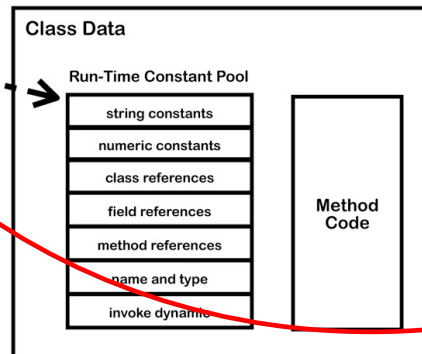 Class Data
Run-Time Constant Pool
string constants
numeric constants
class references
field references
method references
name and type
invoke dynamic
Method
Code